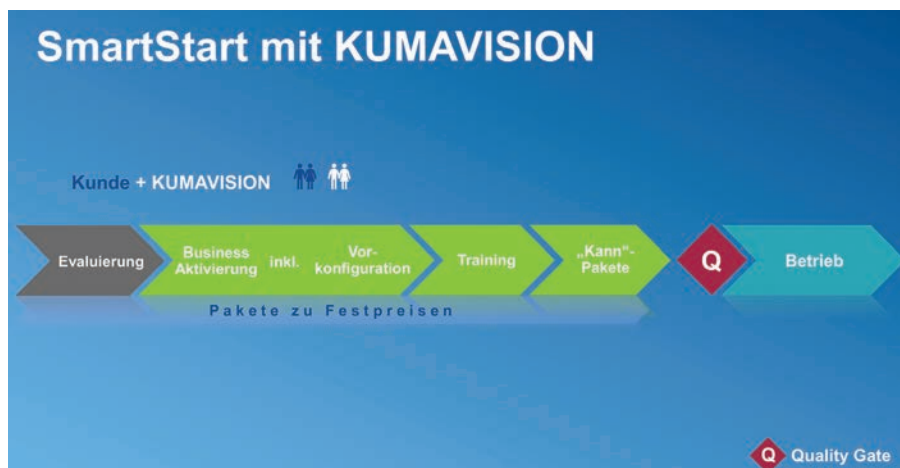 SmartStart mit KUMAVISION
Kunde + KUMAVISION
Evaluierung
Business
Aktivierung
inkl.
Vor-
konfiguration
Training
„Kann“-
Pakete
Q
Betrieb
Pakete zu Festpreisen
Q Quality Gate